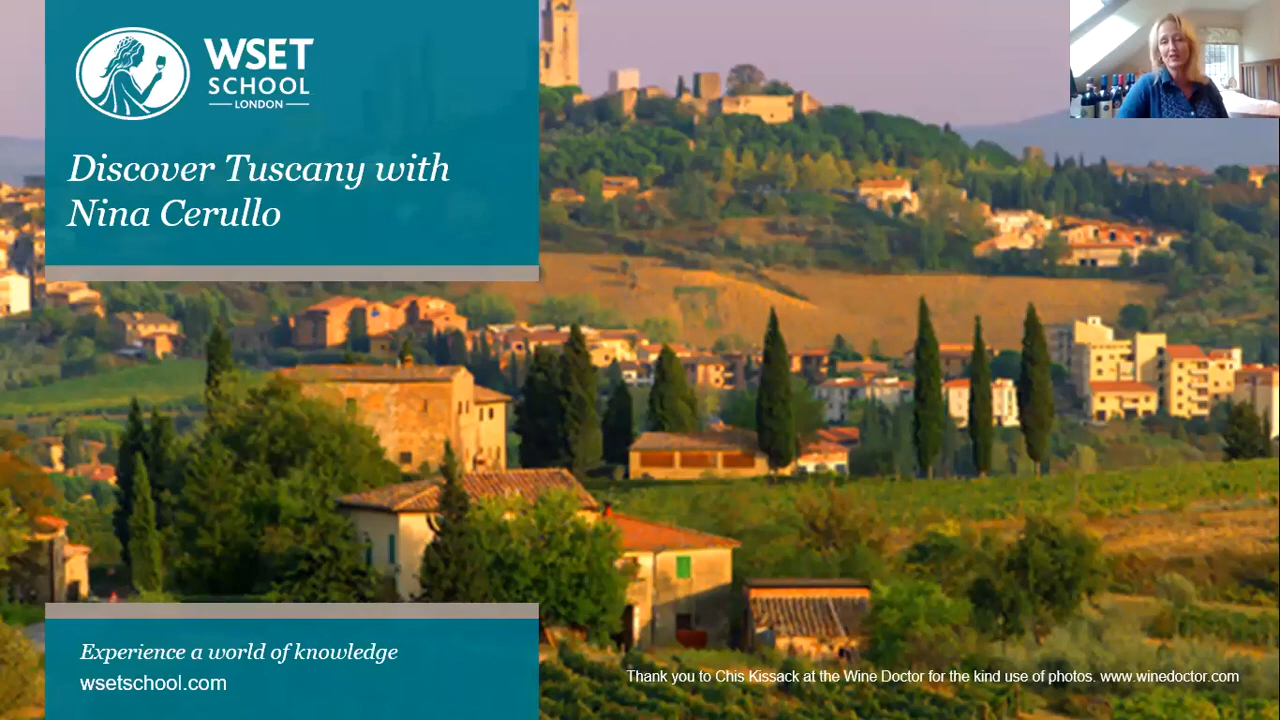 WSET
SCHOOL
LONDON
Discover Tuscany with
Nina Cerullo
Experience a world of knowledge
wsetschool.com
Thank you to Chis Kissack at the Wine Doctor for the kind use of photos. www.winedoctor.com